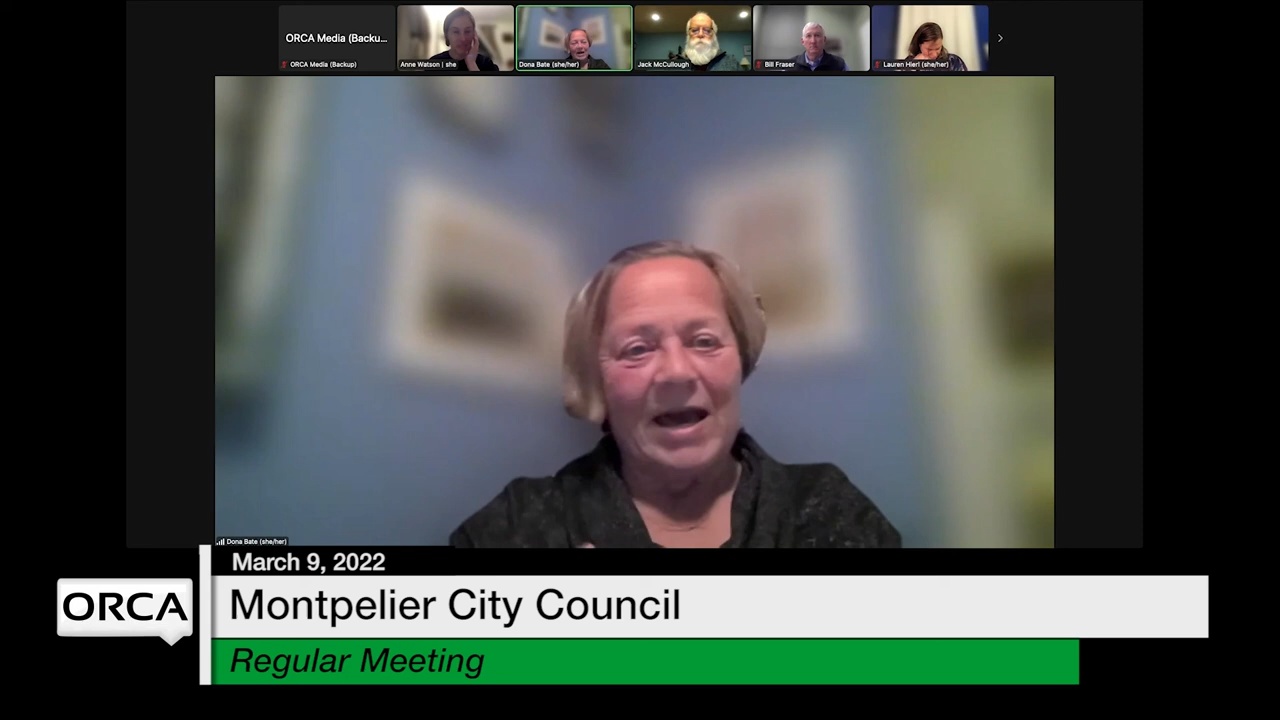 ORCA Media (Backu...
ORCA Media (Backup)
Anne Watson | she
Dona Bate (she/her)
Jack McCullough
Bill Fraser
Lauren Hierl (she/her)
Dona Bate (she/her)
March 9, 2022
ORCA
Montpelier City Council
Regular Meeting